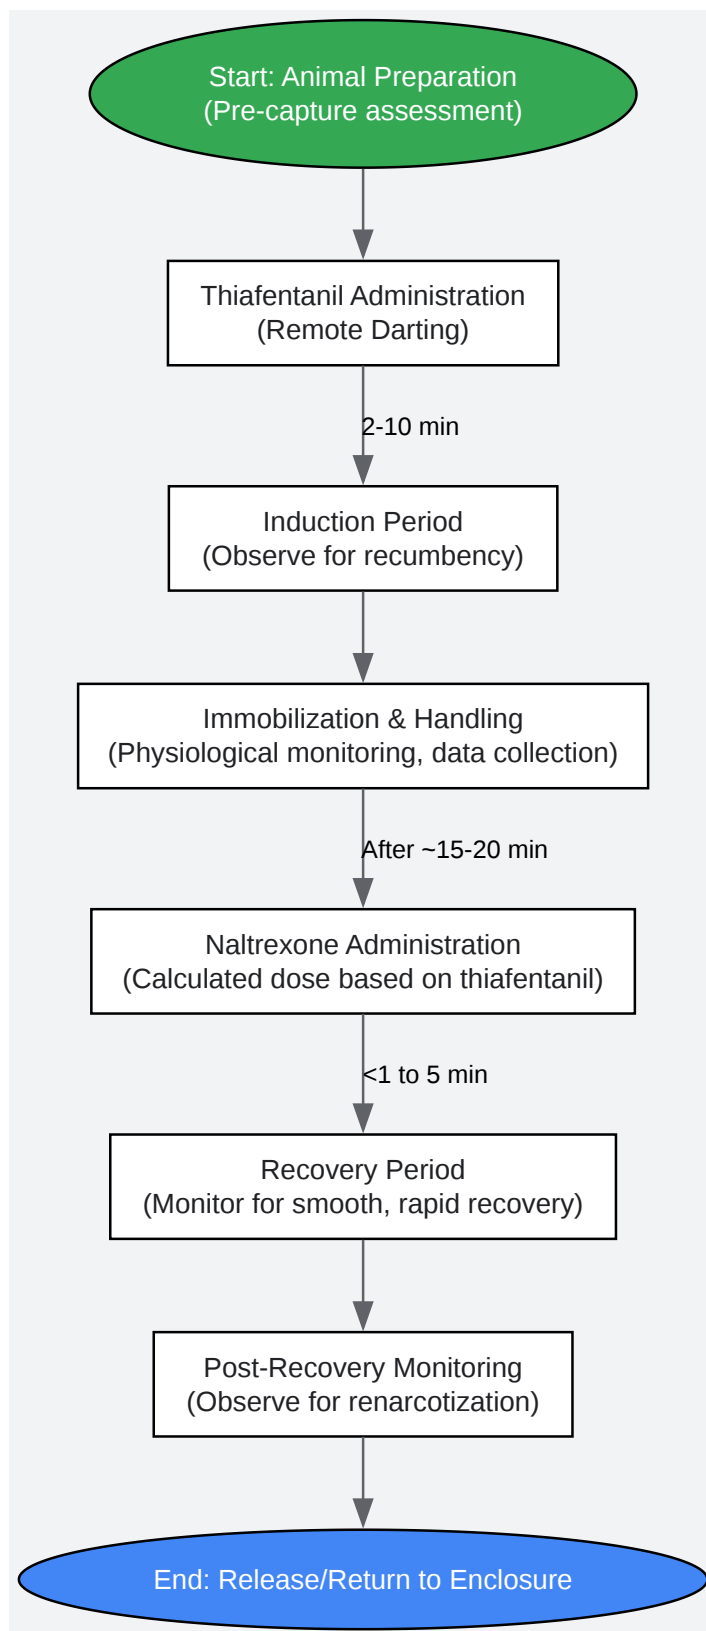 Start: Animal Preparation
(Pre-capture assessment)
Thiafentanil Administration
(Remote Darting)
2-10 min
Induction Period
(Observe for recumbency)
Immobilization & Handling
(Physiological monitoring, data collection)
After ~15-20 min
Naltrexone Administration
(Calculated dose based on thiafentanil)
<1 to 5 min
Recovery Period
(Monitor for smooth, rapid recovery)
Post-Recovery Monitoring
(Observe for renarcotization)
End: Release/Return to Enclosure